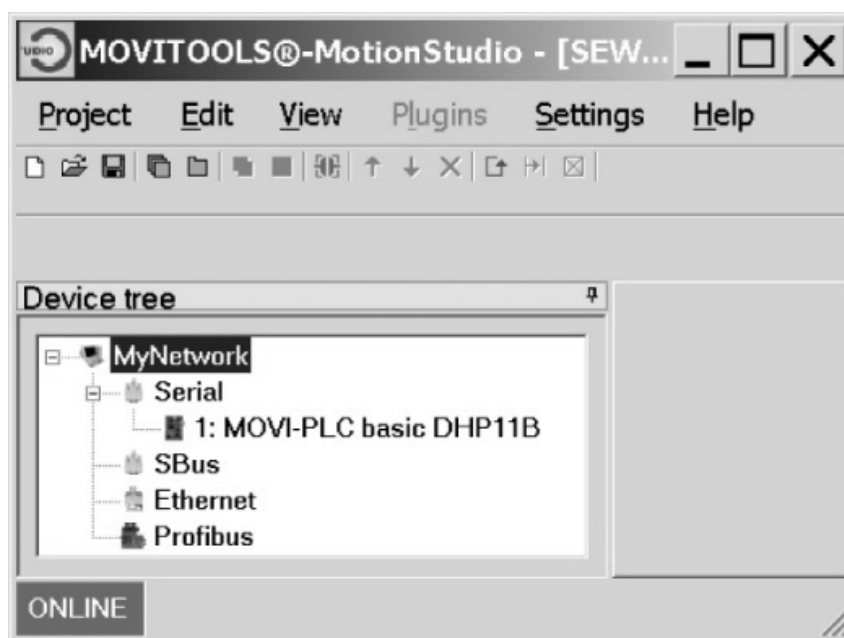 UDIO MOVITOOLS®-MotionStudio - [SEW...
Project Edit View Plugins Settings Help
Device tree
MyNetwork
Serial
1: MOVI-PLC basic DHP11B
SBus
Ethernet
Profibus
ONLINE